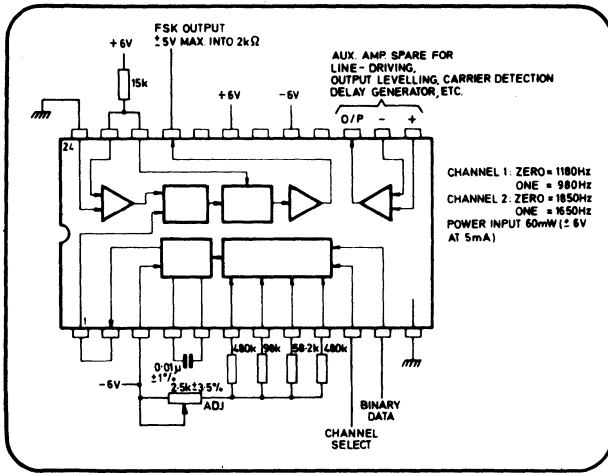 FSK OUTPUT
±5V MAX. INTO 2kΩ
+6V
15k
+6V
-6V
AUX. AMP. SPARE FOR
LINE-DRIVING,
OUTPUT LEVELLING, CARRIER DETECTION
DELAY GENERATOR, ETC.
O/P - +
24
CHANNEL 1: ZERO = 1180Hz
ONE = 980Hz
CHANNEL 2: ZERO = 1850Hz
ONE = 1650Hz
POWER INPUT 60mW (± 6V
AT 5mA)
1
480k 98k 58·2k 480k
0·01µ
±1%
-6V
2·5k±3·5%
ADJ
BINARY
DATA
CHANNEL
SELECT